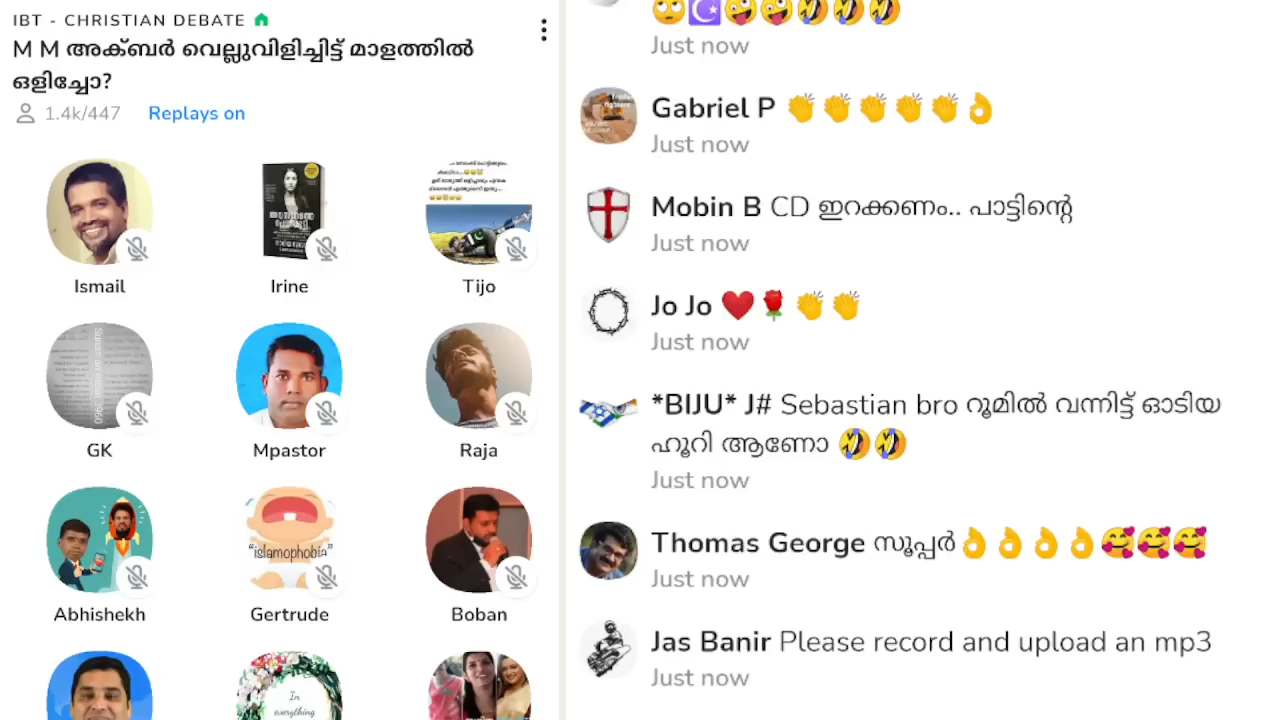 IBT - CHRISTIAN DEBATE
M M അക്ബർ വെല്ലുവിളിച്ചിട്ട് മാളത്തിൽ
ഒളിച്ചോ?
1.4k/447 Replays on
Ismail
Irine
Tijo
GK
Mpastor
Raja
Abhishekh
“islamophobia”
Gertrude
Boban
In
everything
Just now
Gabriel P 👏👏👏👏👏👌
Just now
Mobin B CD ഇറക്കണം.. പാട്ടിന്റെ
Just now
Jo Jo ❤️🌹👏👏
Just now
*BIJU* J# Sebastian bro റൂമിൽ വന്നിട്ട് ഓടിയ
ഹൂറി ആണോ 🤣🤣
Just now
Thomas George സൂപ്പർ👌👌👌👌🥰🥰🥰
Just now
Jas Banir Please record and upload an mp3
Just now